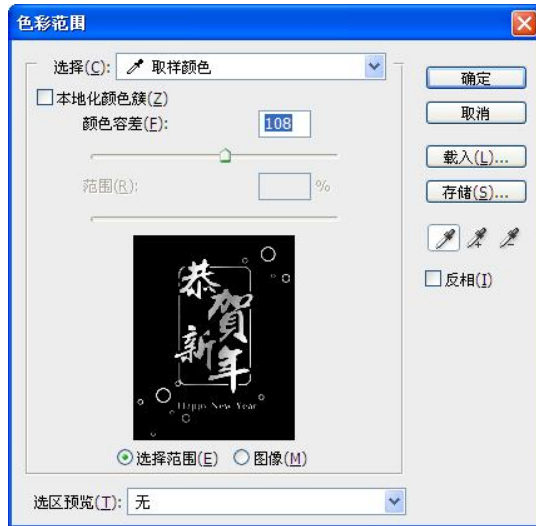 色彩范围
选择(C): 取样颜色
本地化颜色簇(Z)
颜色容差(F): 108
范围(R): %
恭
賀
新
年
Happy New Year
选择范围(E) 图像(M)
选区预览(T): 无
确定
取消
载入(L)...
存储(S)...
反相(I)